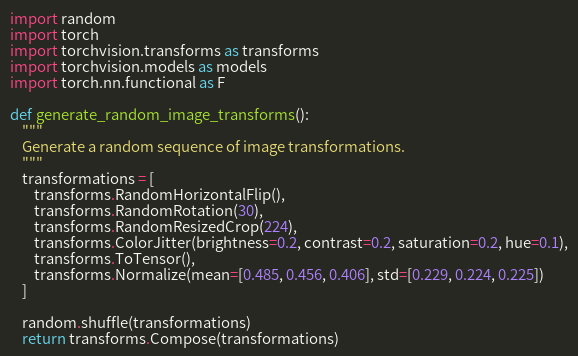 import random
import torch
import torchvision.transforms as transforms
import torchvision.models as models
import torch.nn.functional as F

def generate_random_image_transforms():
    """
    Generate a random sequence of image transformations.
    """
    transformations = [
        transforms.RandomHorizontalFlip(),
        transforms.RandomRotation(30),
        transforms.RandomResizedCrop(224),
        transforms.ColorJitter(brightness=0.2, contrast=0.2, saturation=0.2, hue=0.1),
        transforms.ToTensor(),
        transforms.Normalize(mean=[0.485, 0.456, 0.406], std=[0.229, 0.224, 0.225])
    ]

    random.shuffle(transformations)
    return transforms.Compose(transformations)